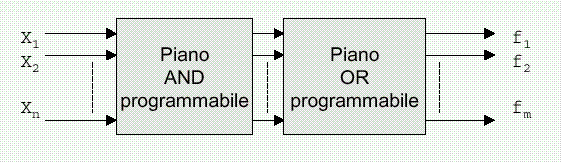 X1
X2
Xn
Piano
AND
programmabile
Piano
OR
programmabile
f1
f2
fm